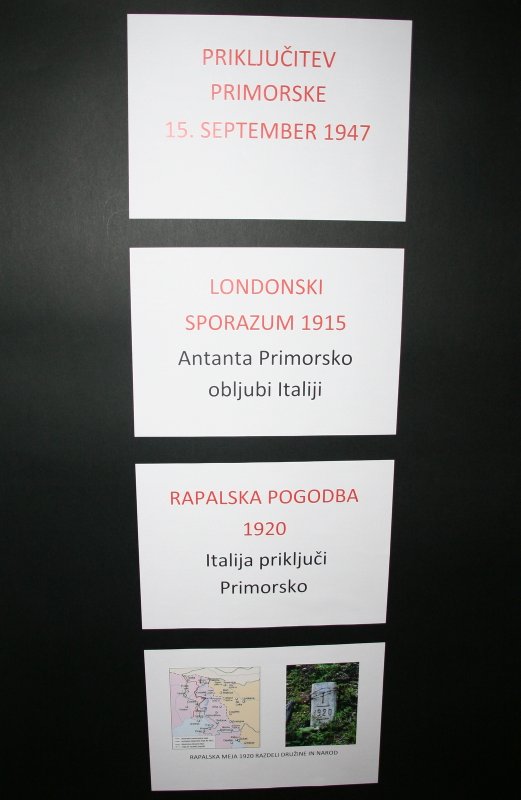 PRIKLJUČITEV
PRIMORSKE
15. SEPTEMBER 1947
LONDONSKI
SPORAZUM 1915
Antanta Primorsko
obljubi Italiji
RAPALSKA POGODBA
1920
Italija priključi
Primorsko
I
1920
RAPALSKA MEJA 1920 RAZDELI DRUŽINE IN NAROD